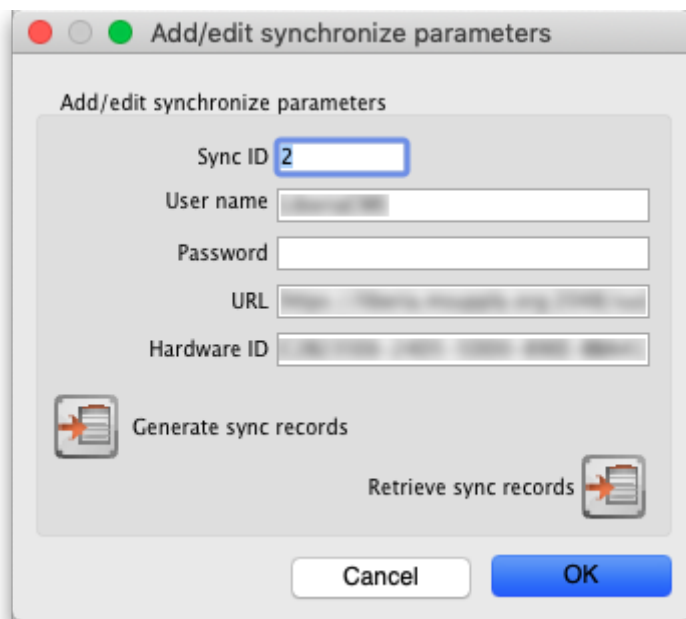 Add/edit synchronize parameters
Add/edit synchronize parameters
Sync ID 2
User name
Password
URL
Hardware ID
Generate sync records
Retrieve sync records
Cancel OK